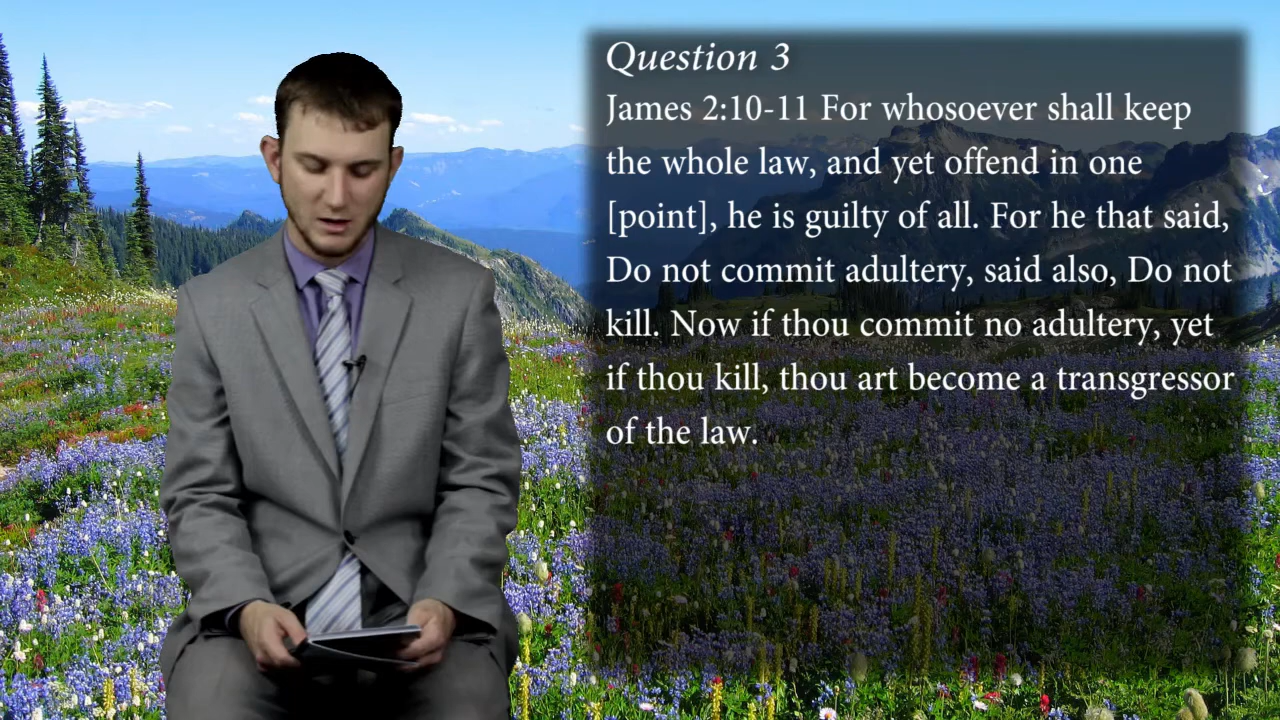 Question 3
James 2:10-11 For whosoever shall keep
the whole law, and yet offend in one
[point], he is guilty of all. For he that said,
Do not commit adultery, said also, Do not
kill. Now if thou commit no adultery, yet
if thou kill, thou art become a transgressor
of the law.